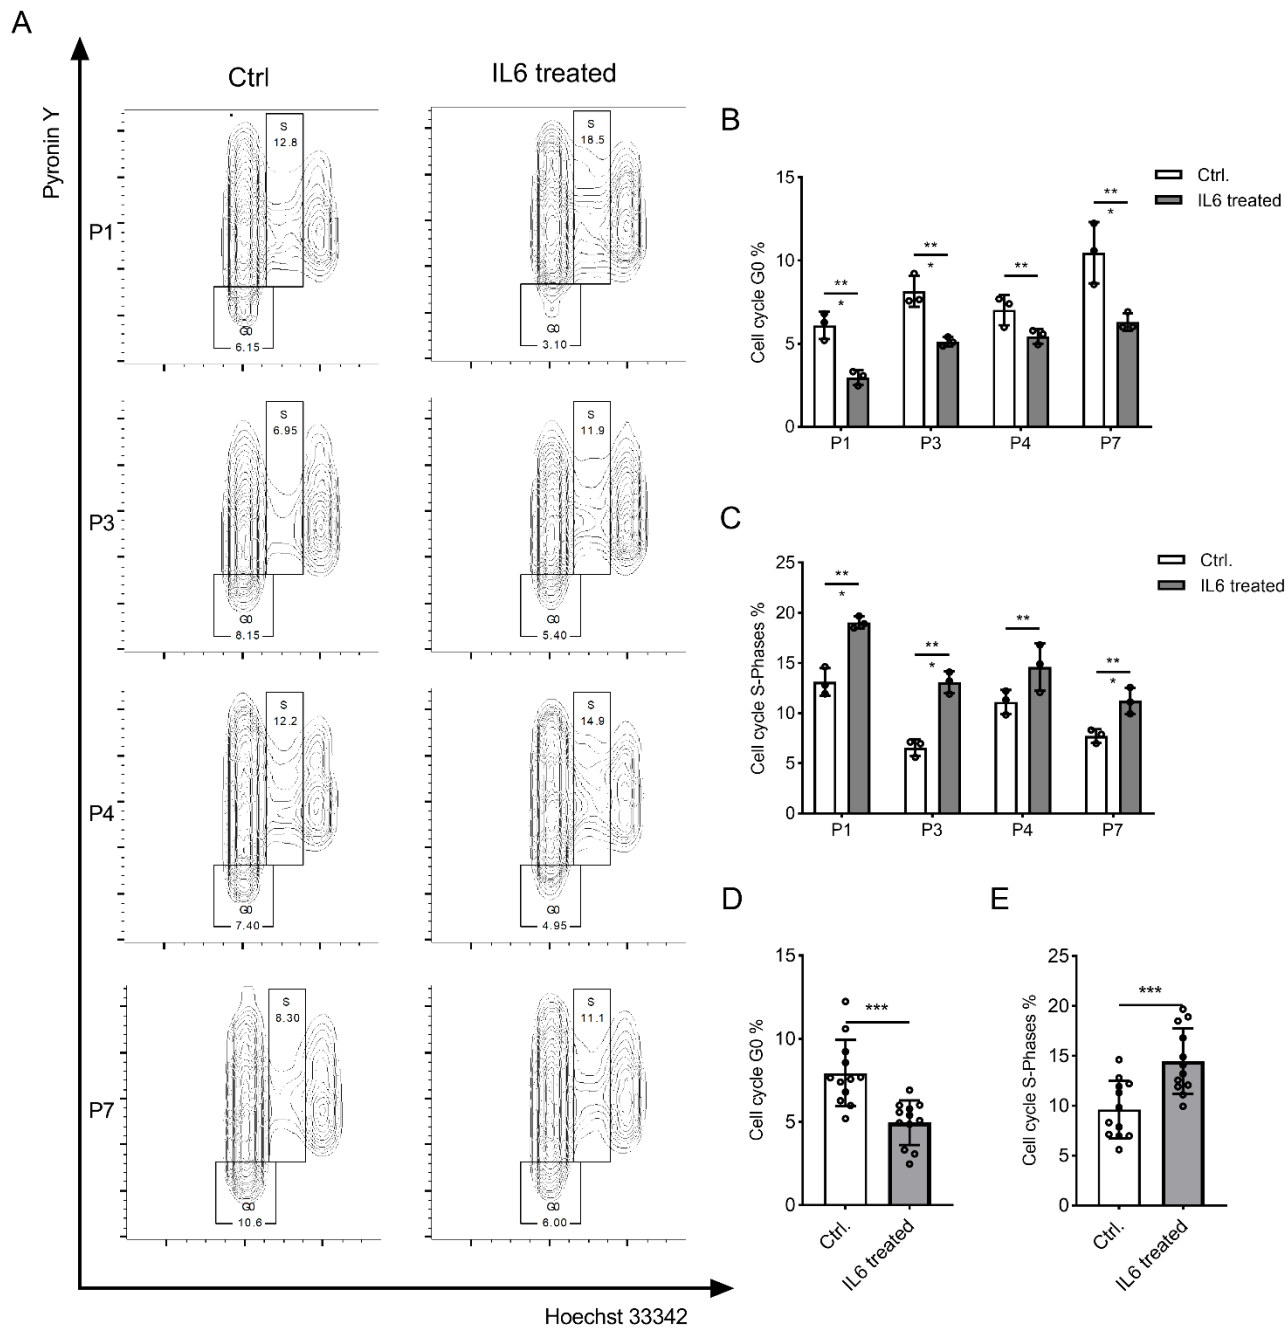 A
Pyronin Y
Ctrl
IL6 treated
P1
S
12.8
G0
6.15
S
18.5
G0
3.10
P3
S
6.95
G0
8.15
S
11.9
G0
5.40
P4
S
12.2
G0
7.40
S
14.9
G0
4.95
P7
S
8.30
G0
10.6
S
11.1
G0
6.00
Hoechst 33342
B
Cell cycle G0 %
15
10
5
0
**
*
**
*
**
**
*
P1 P3 P4 P7
Ctrl.
IL6 treated
C
Cell cycle S-Phases %
25
20
15
10
5
0
**
*
**
*
**
**
*
P1 P3 P4 P7
Ctrl.
IL6 treated
D
Cell cycle G0 %
15
10
5
0
***
Ctrl.
IL6 treated
E
Cell cycle S-Phases %
25
20
15
10
5
0
***
Ctrl.
IL6 treated